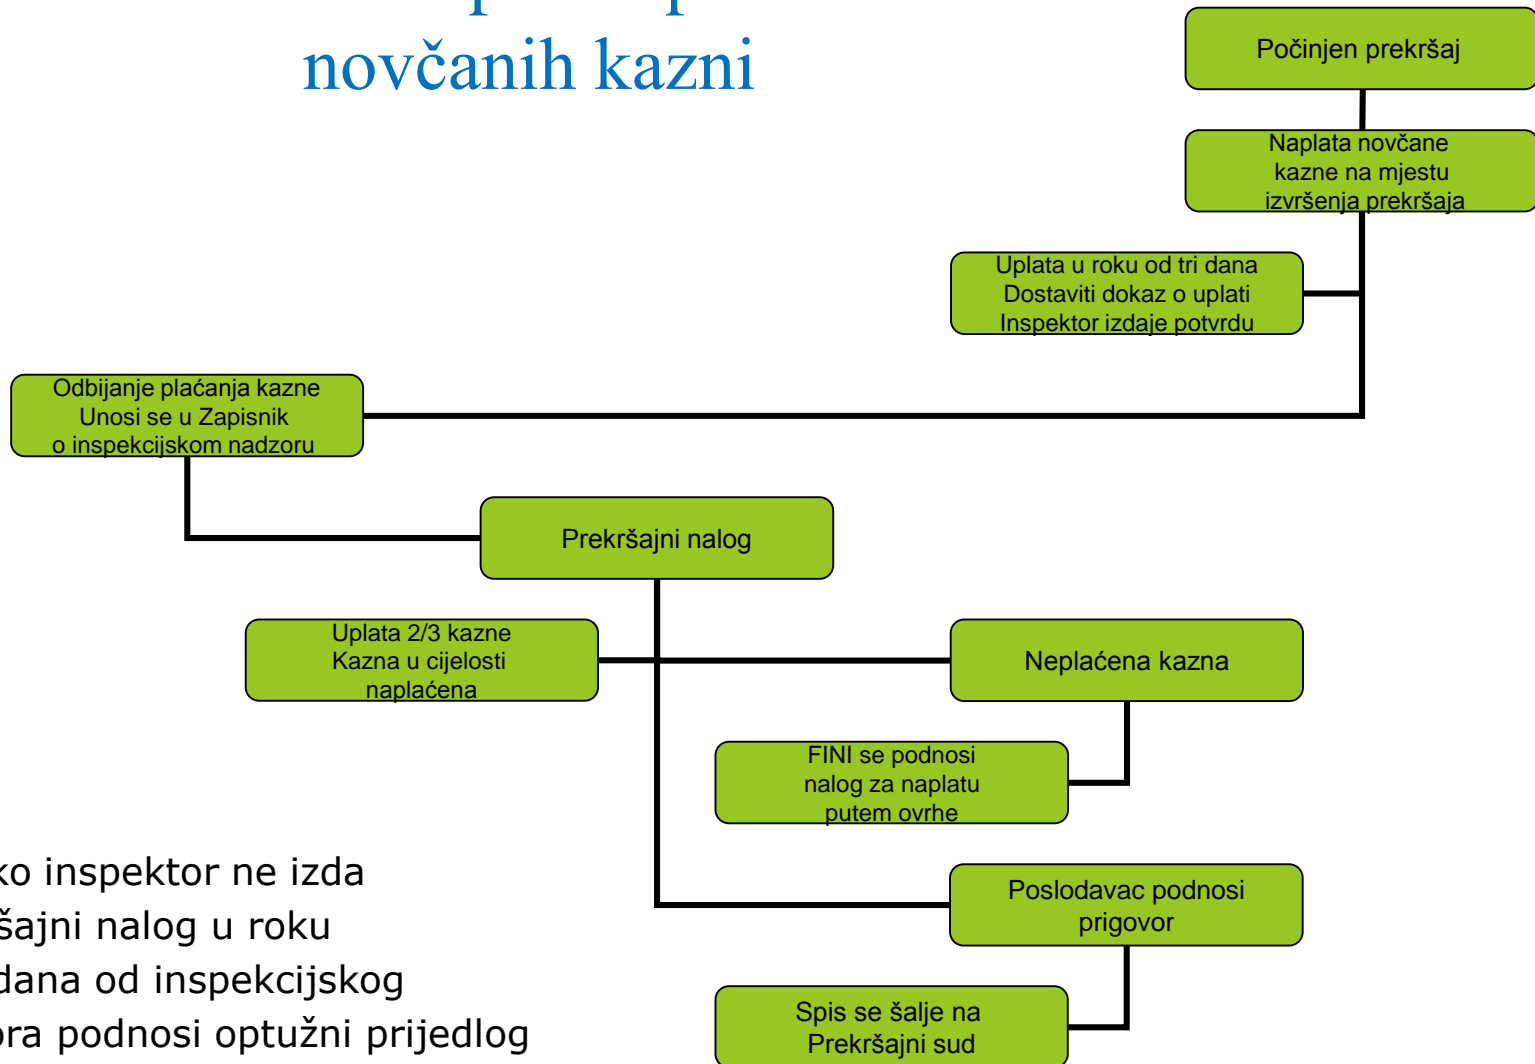 novčanih kazni
Počinjen prekršaj
Naplata novčane
kazne na mjestu
izvršenja prekršaja
Uplata u roku od tri dana
Dostaviti dokaz o uplati
Inspektor izdaje potvrdu
Odbijanje plaćanja kazne
Unosi se u Zapisnik
o inspekcijskom nadzoru
Prekršajni nalog
Uplata 2/3 kazne
Kazna u cijelosti
naplaćena
Neplaćena kazna
FINI se podnosi
nalog za naplatu
putem ovrhe
Poslodavac podnosi
prigovor
Spis se šalje na
Prekršajni sud
inspektor ne izda
nalog u roku
dana od inspekcijskog
podnosi optužni prijedlog